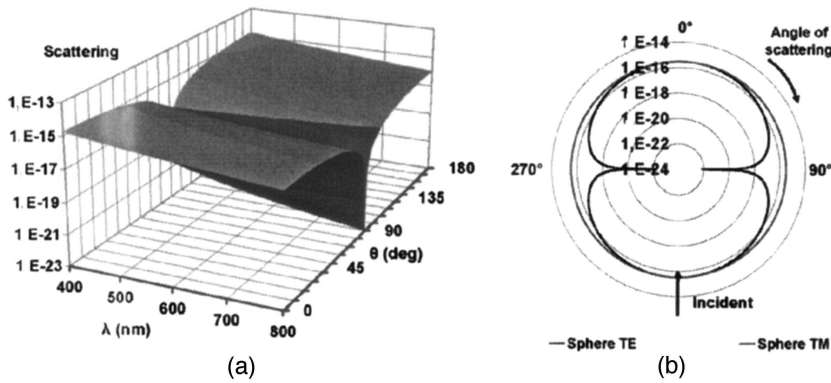 Scattering
1,E-13
1,E-15
1 E-17
1 E-19
1 E-21
1 E-23
400
500
600
700
800
λ (nm)
0
45
90
135
180
θ (deg)
(a)
0°
Angle of
scattering
1 E-14
1 E-16
1 E-18
1 E-20
1,E-22
1 E-24
270°
90°
Incident
—Sphere TE
—Sphere TM
(b)